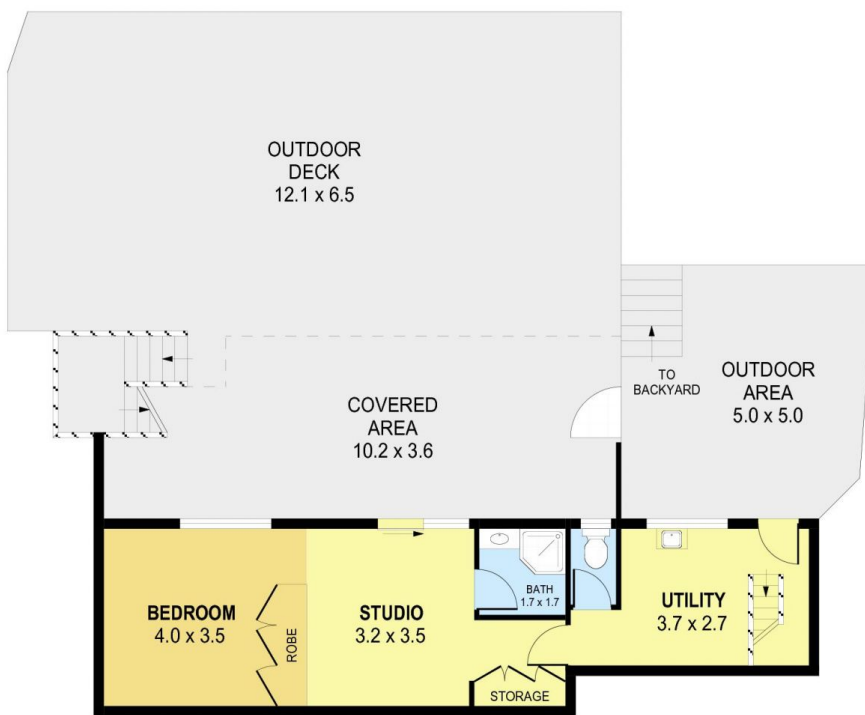 OUTDOOR
DECK
12.1 x 6.5
TO
BACKYARD
OUTDOOR
AREA
5.0 x 5.0
COVERED
AREA
10.2 x 3.6
BEDROOM
4.0 x 3.5
ROBE
STUDIO
3.2 x 3.5
BATH
1.7 x 1.7
UTILITY
3.7 x 2.7
STORAGE